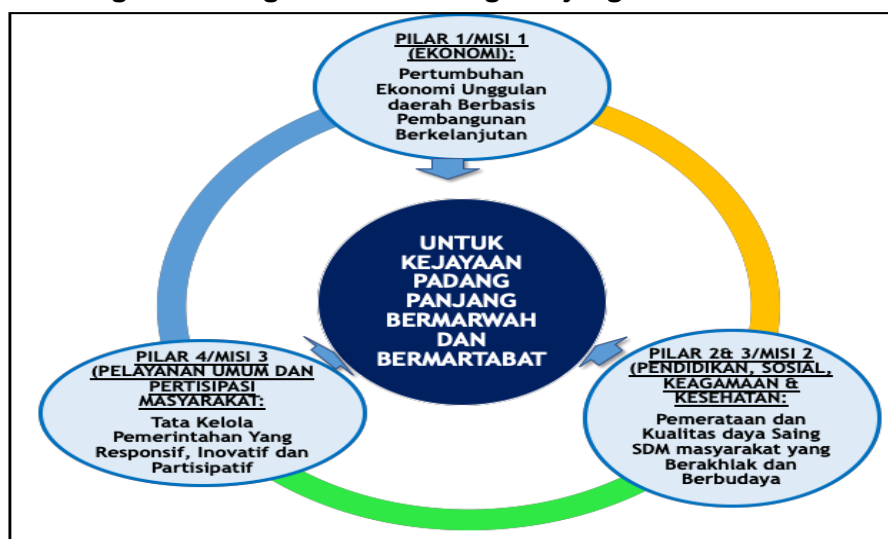 PILAR 1/MISI 1
(EKONOMI):
Pertumbuhan
Ekonomi Unggulan
daerah Berbasis
Pembangunan
Berkelanjutan
UNTUK
KEJAYAAN
PADANG
PANJANG
BERMARWAH
DAN
BERMARTABAT
PILAR 4/MISI 3
(PELAYANAN UMUM DAN
PERTISIPASI
MASYARAKAT:
Tata Kelola
Pemerintahan Yang
Responsif, Inovatif dan
Partisipatif
PILAR 2& 3/MISI 2
(PENDIDIKAN, SOSIAL,
KEAGAMAAN &
KESEHATAN:
Pemerataan dan
Kualitas daya Saing
SDM masyarakat yang
Berakhlak dan
Berbudaya